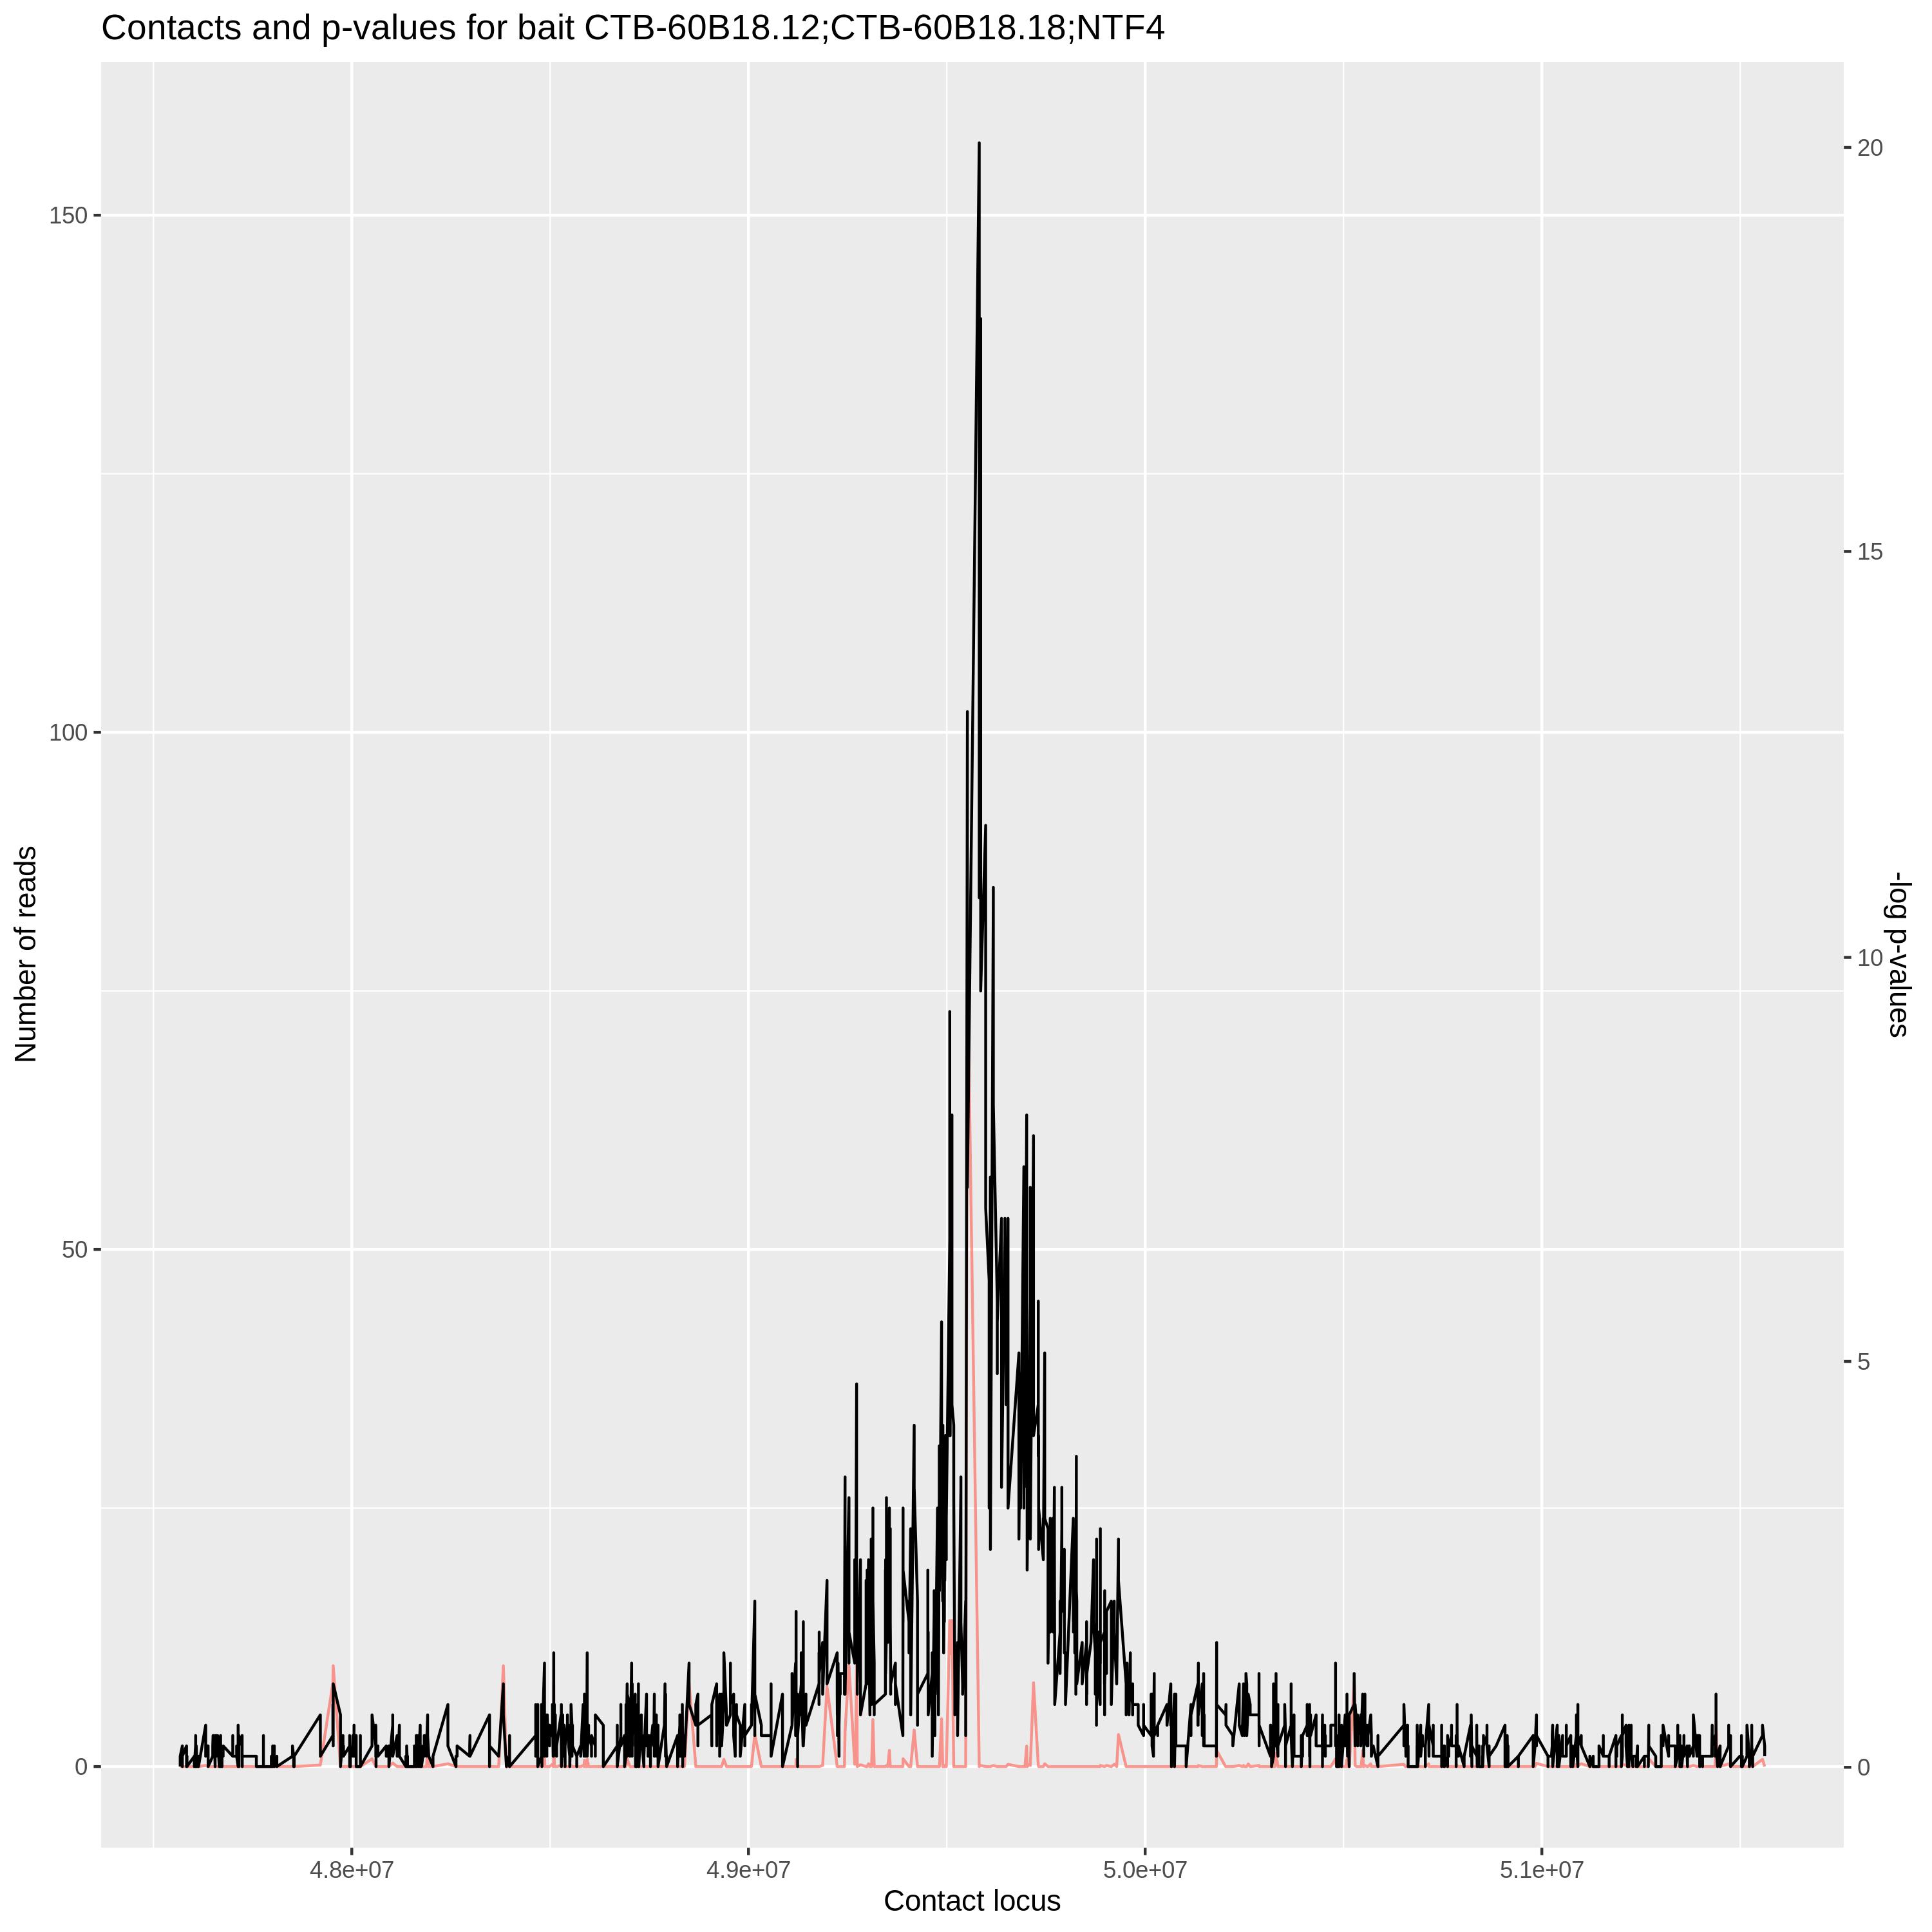 Contacts and p-values for bait CTB-60B18.12;CTB-60B18.18;NTF4
150
100
50
0
Number of reads
20
15
10
5
0
-log p-values
4.8e+07
4.9e+07
5.0e+07
5.1e+07
Contact locus